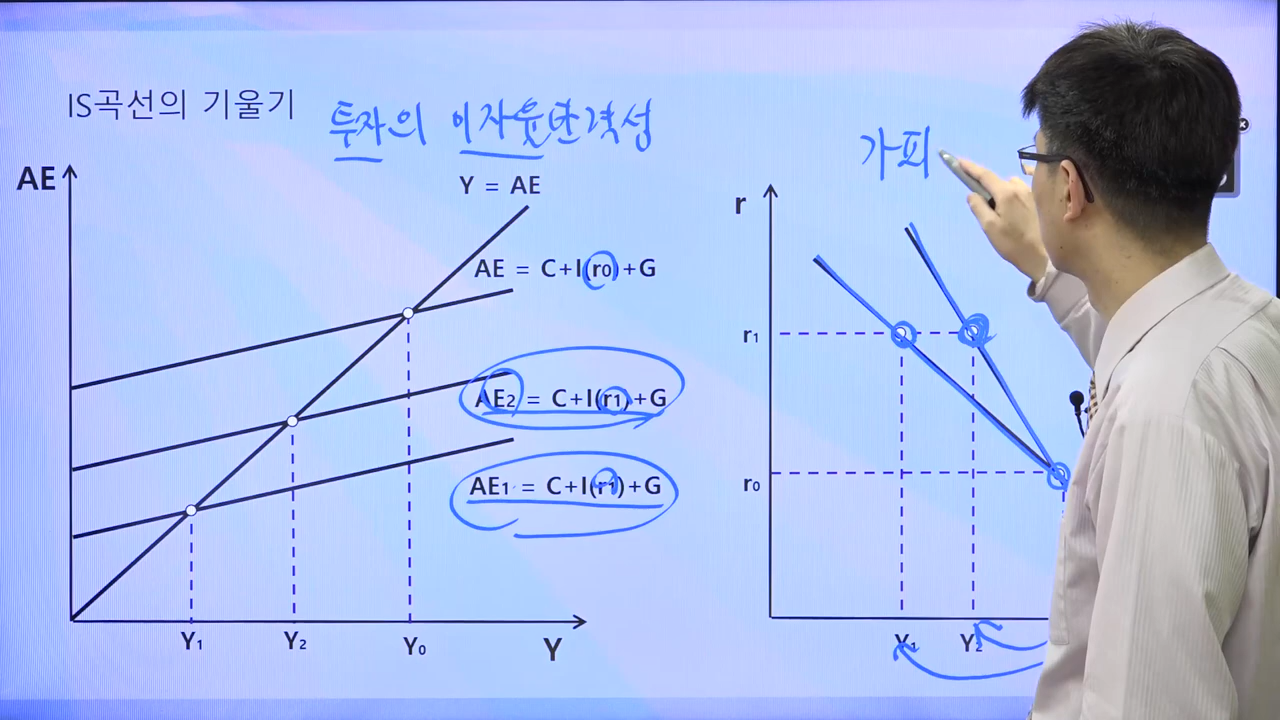 IS곡선의 기울기
투자의 이자율탄력성
AE
Y = AE
AE = C+I(r0)+G
AE2 = C+I(r1)+G
AE1 = C+I(r1)+G
Y1
Y2
Y0
Y
가피
r
r1
r0
Y1
Y2